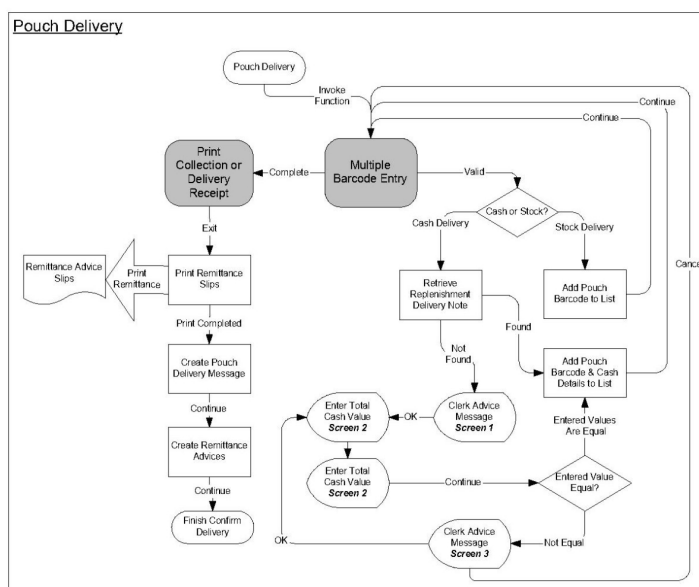 Pouch Delivery
Pouch Delivery
Invoke
Function
Continue
Continue
Print
Collection or
Delivery
Receipt
Complete
Multiple
Barcode Entry
Valid
Cash or Stock?
Cash Delivery
Stock Delivery
Exit
Cancel
Remittance Advice
Slips
Print
Remittance
Print Remittance
Slips
Retrieve
Replenishment
Delivery Note
Add Pouch
Barcode to List
Found
Print Completed
Not
Found
Create Pouch
Delivery Message
Add Pouch
Barcode & Cash
Details to List
Enter Total
Cash Value
Screen 2
OK
Clerk Advice
Message
Screen 1
Continue
Entered Values
Are Equal
Create Remittance
Advices
Enter Total
Cash Value
Screen 2
Continue
Entered Value
Equal?
Continue
Finish Confirm
Delivery
OK
Clerk Advice
Message
Screen 3
Not Equal